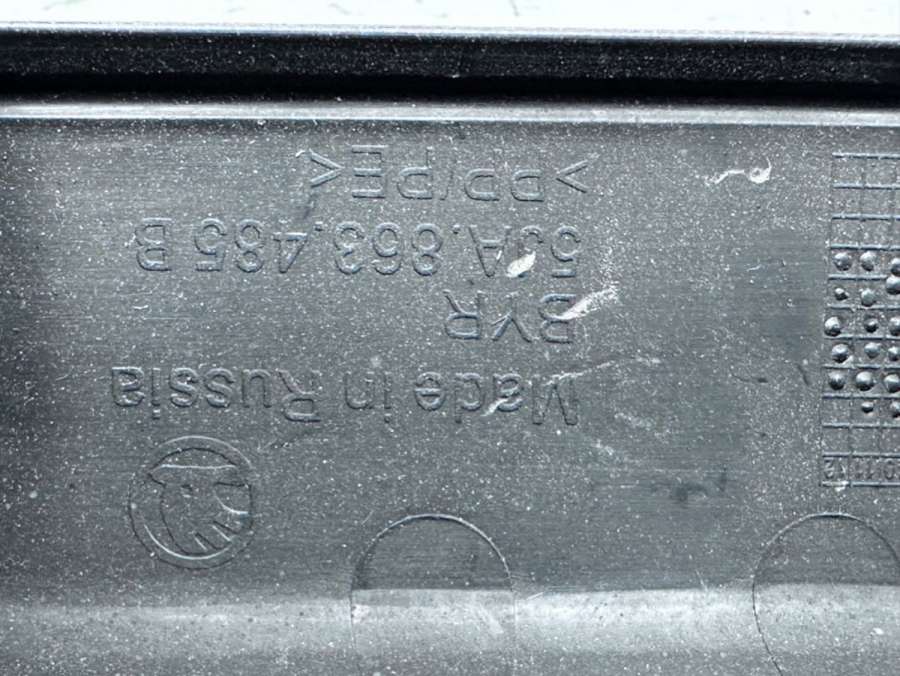 Made in Russia
BYR
5JA.863.485 B
>PP/PE<